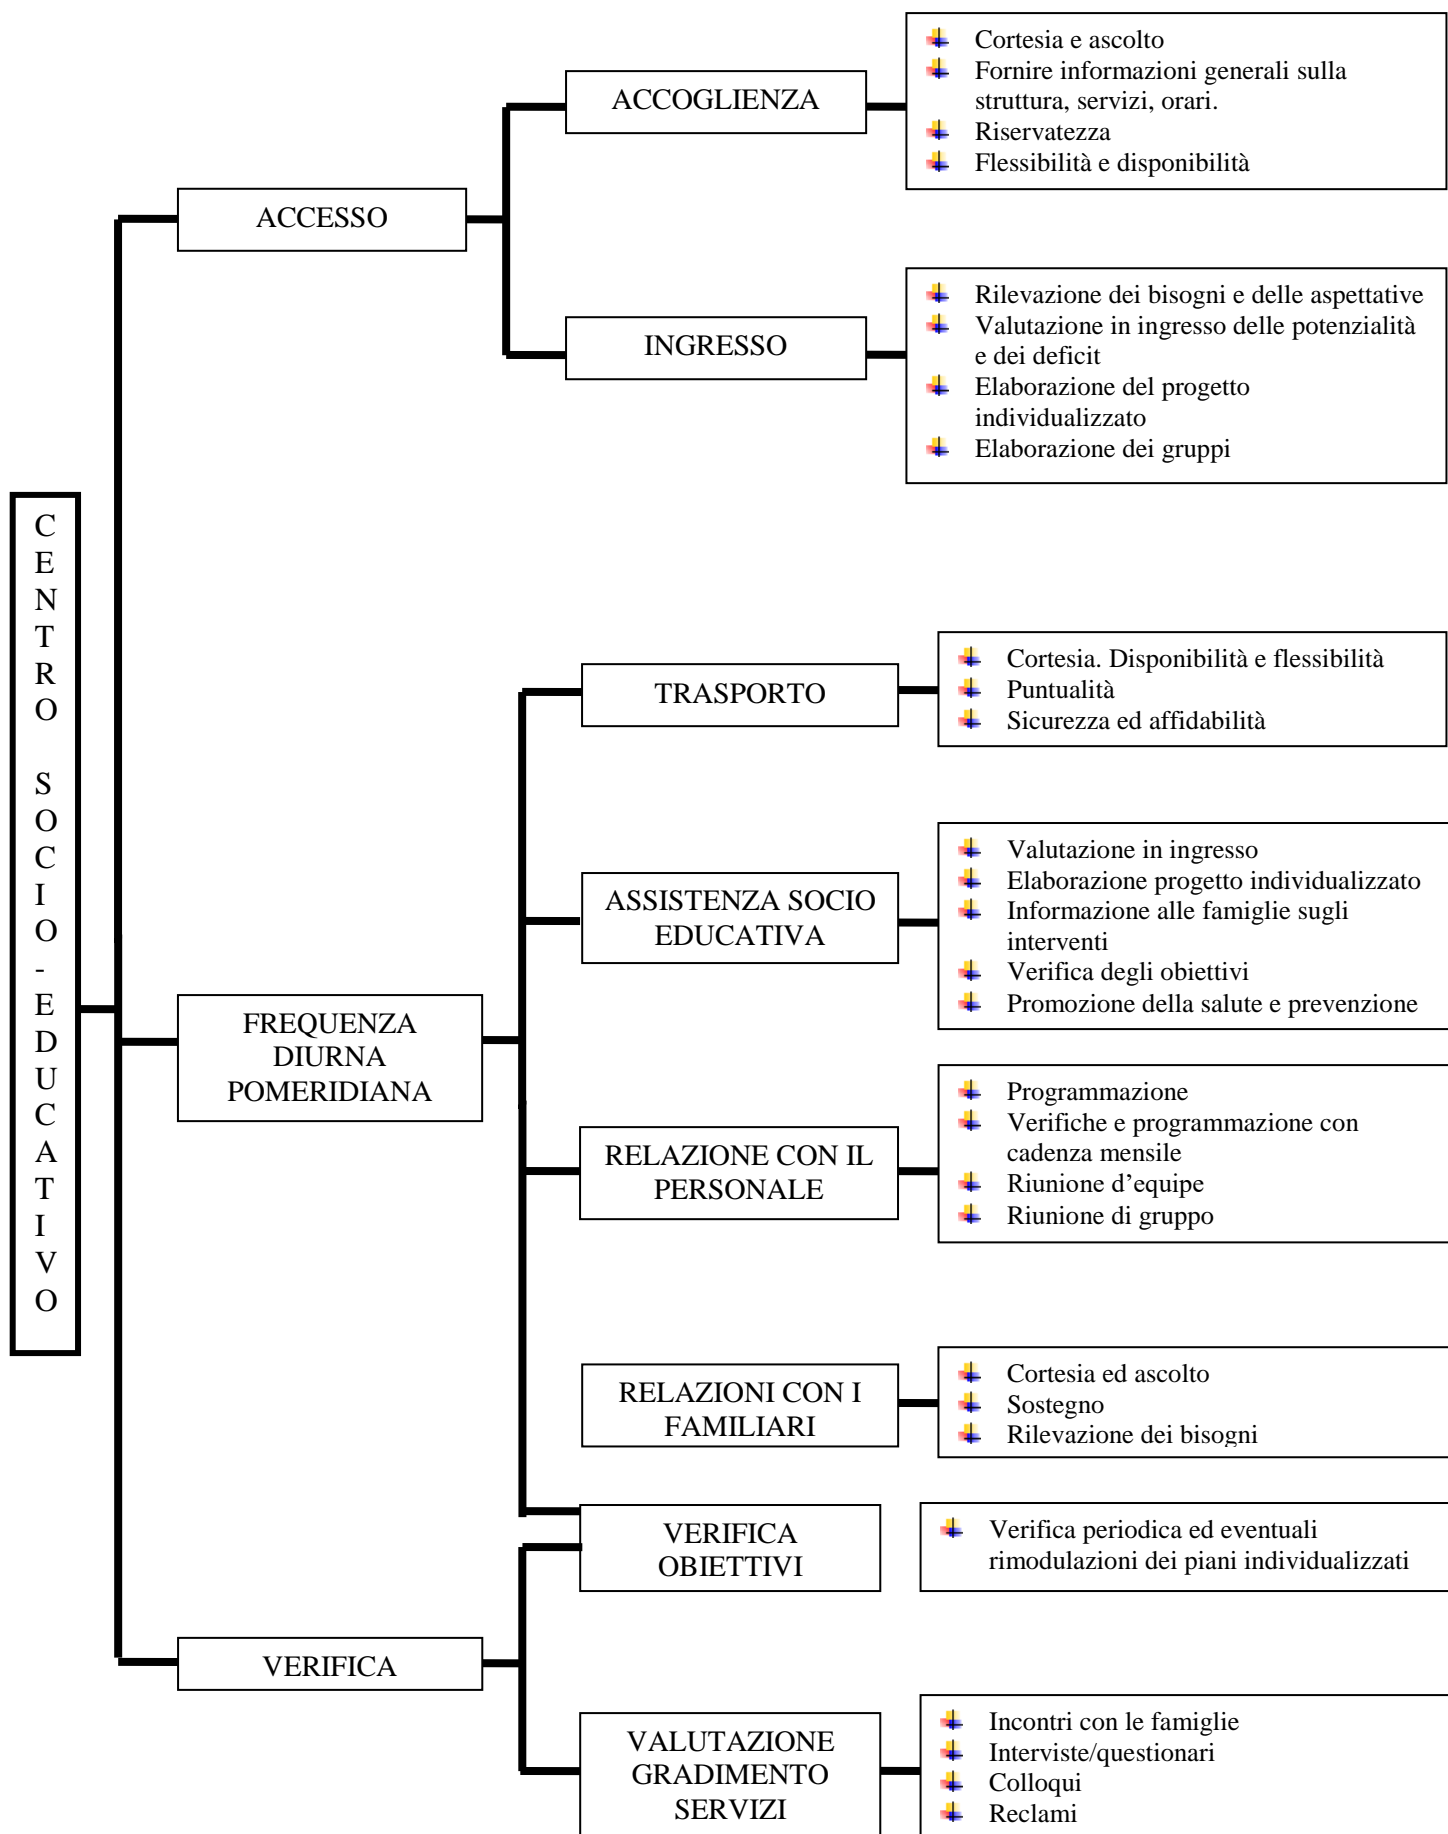 CENTRO SOCIO-EDUCATIVO
ACCESSO
ACCOGLIENZA
Cortesia e ascolto
Fornire informazioni generali sulla
struttura, servizi, orari.
Riservatezza
Flessibilità e disponibilità
INGRESSO
Rilevazione dei bisogni e delle aspettative
Valutazione in ingresso delle potenzialità
e dei deficit
Elaborazione del progetto
individualizzato
Elaborazione dei gruppi
FREQUENZA
DIURNA
POMERIDIANA
TRASPORTO
Cortesia. Disponibilità e flessibilità
Puntualità
Sicurezza ed affidabilità
ASSISTENZA SOCIO
EDUCATIVA
Valutazione in ingresso
Elaborazione progetto individualizzato
Informazione alle famiglie sugli
interventi
Verifica degli obiettivi
Promozione della salute e prevenzione
RELAZIONE CON IL
PERSONALE
Programmazione
Verifiche e programmazione con
cadenza mensile
Riunione d'equipe
Riunione di gruppo
RELAZIONI CON I
FAMILIARI
Cortesia ed ascolto
Sostegno
Rilevazione dei bisogni
VERIFICA
OBIETTIVI
Verifica periodica ed eventuali
rimodulazioni dei piani individualizzati
VERIFICA
VALUTAZIONE
GRADIMENTO
SERVIZI
Incontri con le famiglie
Interviste/questionari
Colloqui
Reclami